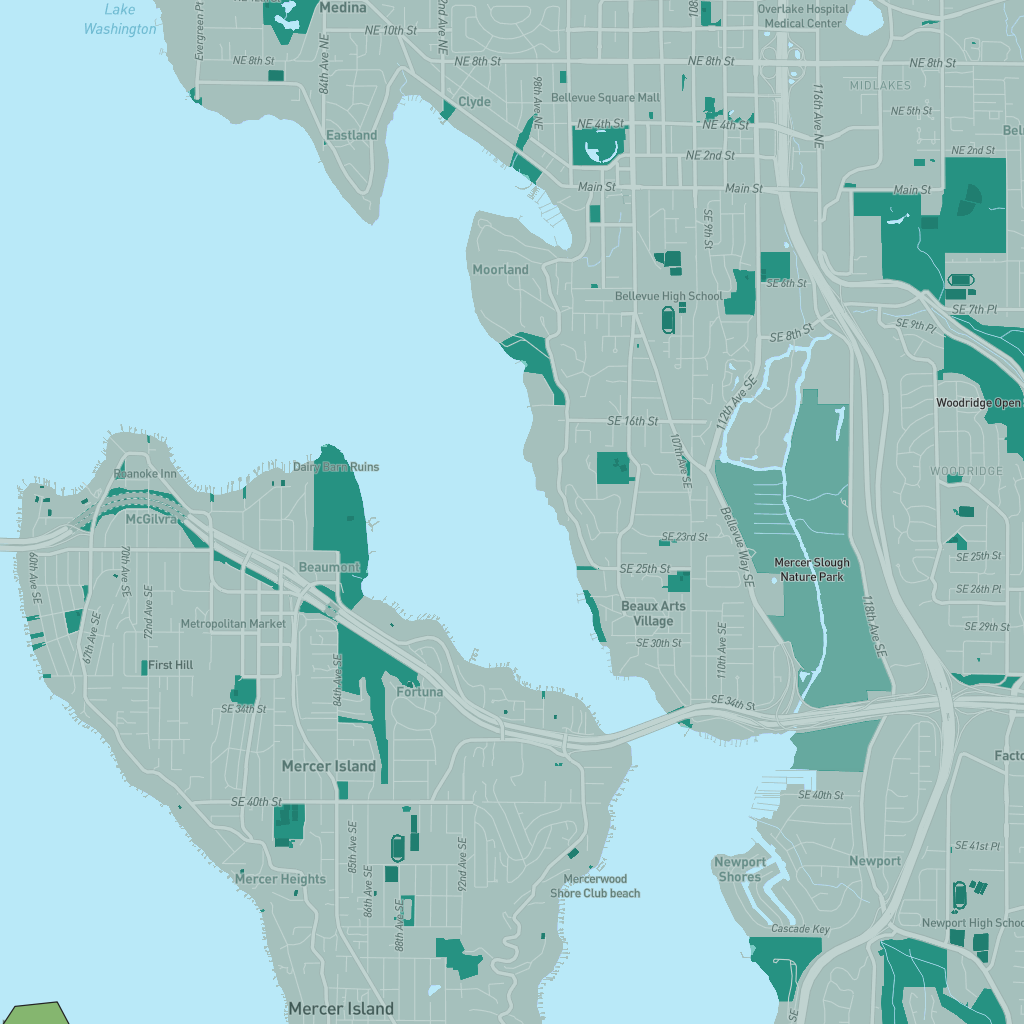 Lake
Washington
Evergreen Pt
Medina
NE 10th St
82nd Ave NE
Overlake Hospital
Medical Center
NE 8th St
84th Ave NE
NE 8th St
NE 8th St
NE 8th St
MIDLAKES
116th Ave NE
98th Ave NE
Clyde
Bellevue Square Mall
NE 5th St
Eastland
NE 4th St
NE 4th St
NE 2nd St
NE 2nd St
Main St
Main St
Main St
SE 9th St
Moorland
SE 6th St
Bellevue High School
SE 7th Pl
SE 9th Pl
SE 8th St
112th Ave SE
Woodridge Open
SE 16th St
107th Ave SE
WOODRIDGE
Roanoke Inn
Dairy Barn Ruins
McGilvra
Bellevue Way SE
SE 23rd St
SE 25th St
SE 25th St
Mercer Slough
Nature Park
60th Ave SE
70th Ave SE
72nd Ave SE
67th Ave SE
Beaumont
SE 26th Pl
Metropolitan Market
Beaux Arts
Village
118th Ave SE
SE 29th St
SE 30th St
110th Ave SE
First Hill
84th Ave SE
Fortuna
SE 34th St
SE 34th St
Mercer Island
SE 40th St
SE 40th St
85th Ave SE
86th Ave SE
88th Ave SE
92nd Ave SE
SE 41st Pl
Newport
Shores
Newport
Mercer Heights
Mercerwood
Shore Club beach
Cascade Key
Newport High School
Mercer Island
SE